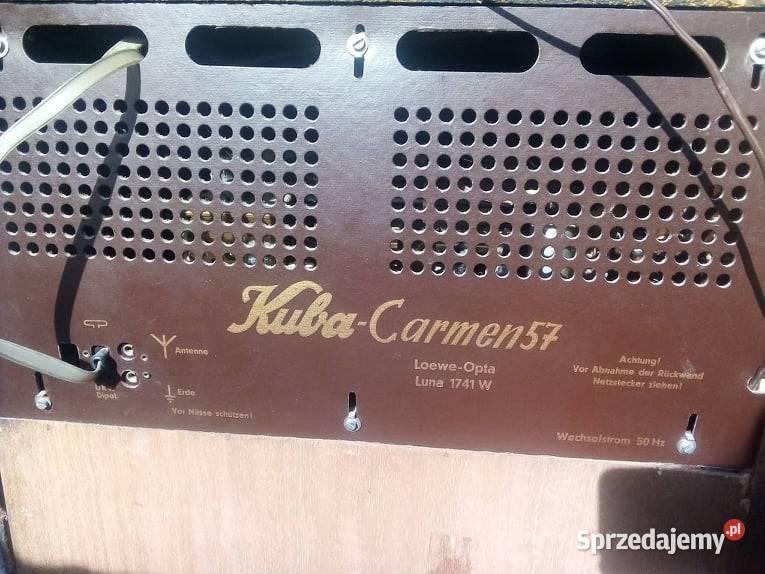 Kuba-Carmen57
Loewe-Opta
Luna 1741 W
Achtung!
Vor Abnahme der Rückwand
Netzstecker ziehen!
Antenne
Erde
Dipol
Vor Nässe schützen!
Wechselstrom 50 Hz
Sprzedajemy.pl